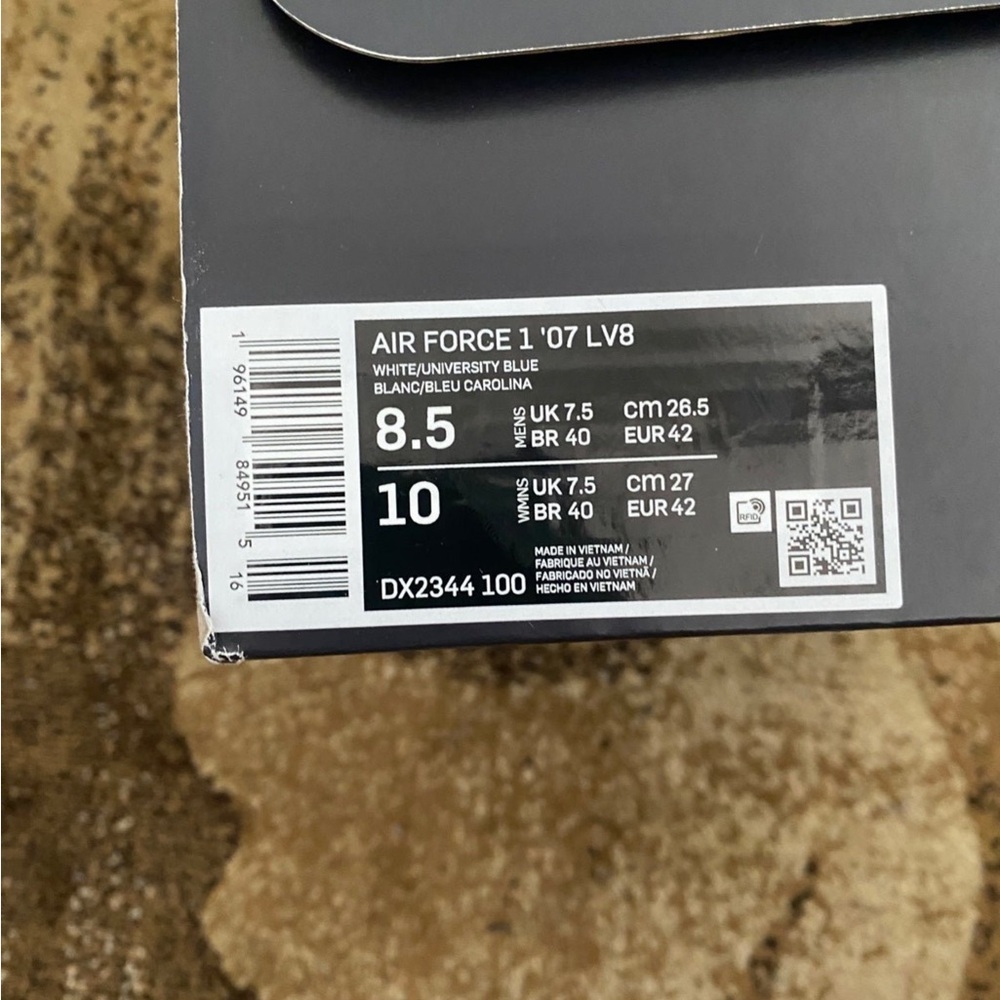 AIR FORCE 1 '07 LV8
WHITE/UNIVERSITY BLUE
BLANC/BLEU CAROLINA
8.5 MENS UK 7.5 cm 26.5
BR 40 EUR 42
10 WMNS UK 7.5 cm 27
BR 40 EUR 42
RFID
DX2344 100
MADE IN VIETNAM /
FABRIQUE AU VIETNAM /
FABRICADO NO VIETNÃ /
HECHO EN VIETNAM
1 96149 84951 5 16